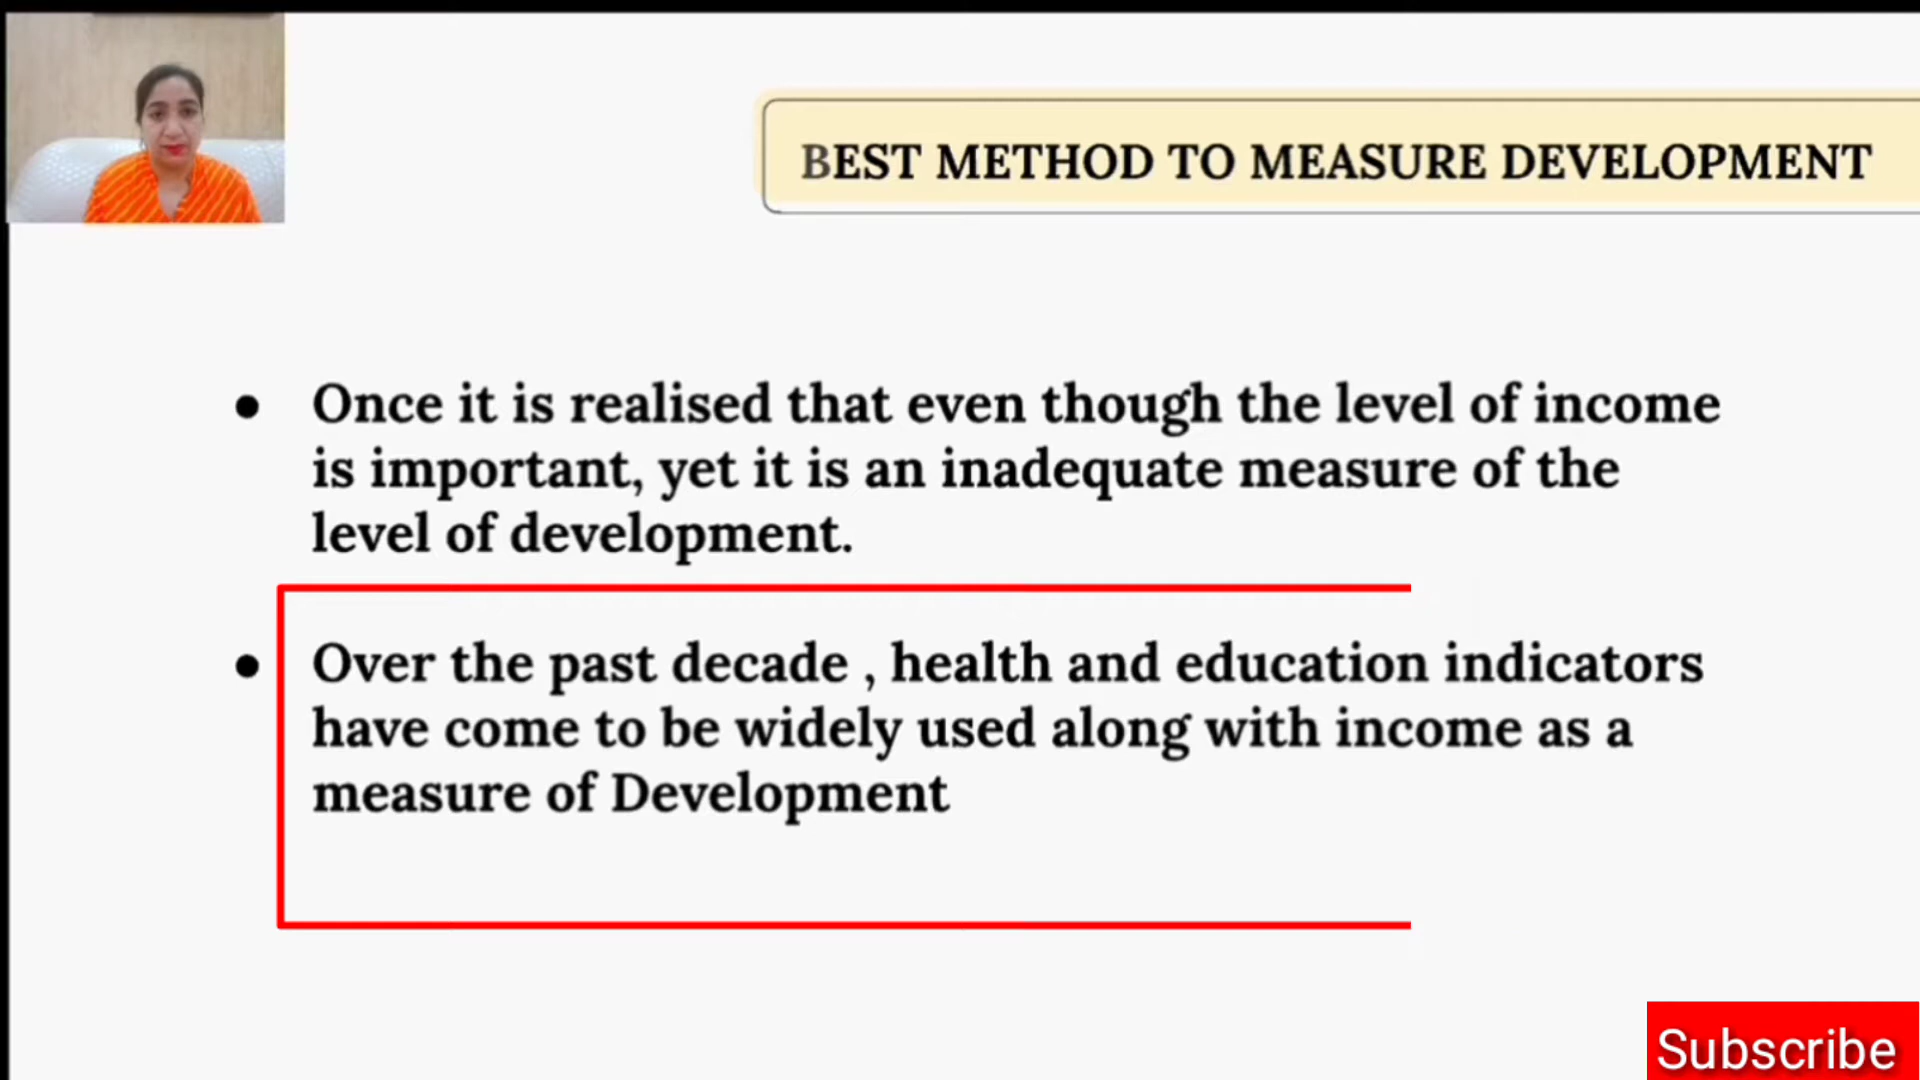 BEST METHOD TO MEASURE DEVELOPMENT
● Once it is realised that even though the level of income
is important, yet it is an inadequate measure of the
level of development.
● Over the past decade , health and education indicators
have come to be widely used along with income as a
measure of Development
Subscribe